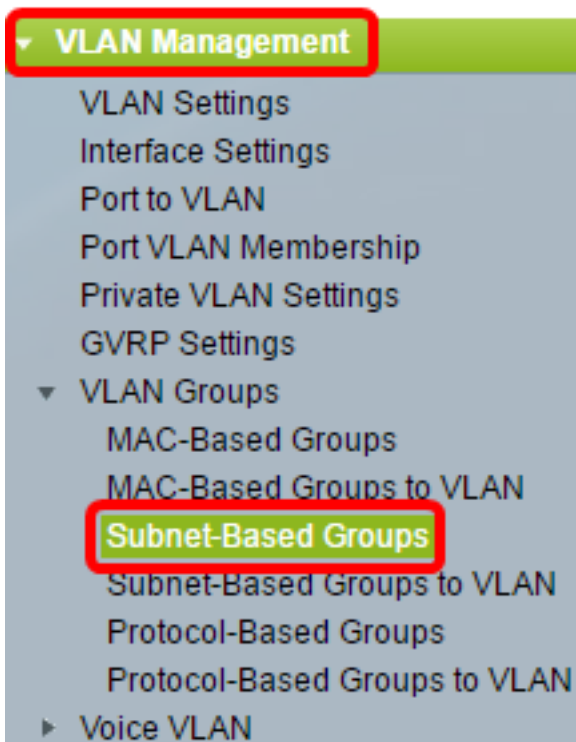 VLAN Management
VLAN Settings
Interface Settings
Port to VLAN
Port VLAN Membership
Private VLAN Settings
GVRP Settings
VLAN Groups
MAC-Based Groups
MAC-Based Groups to VLAN
Subnet-Based Groups
Subnet-Based Groups to VLAN
Protocol-Based Groups
Protocol-Based Groups to VLAN
Voice VLAN